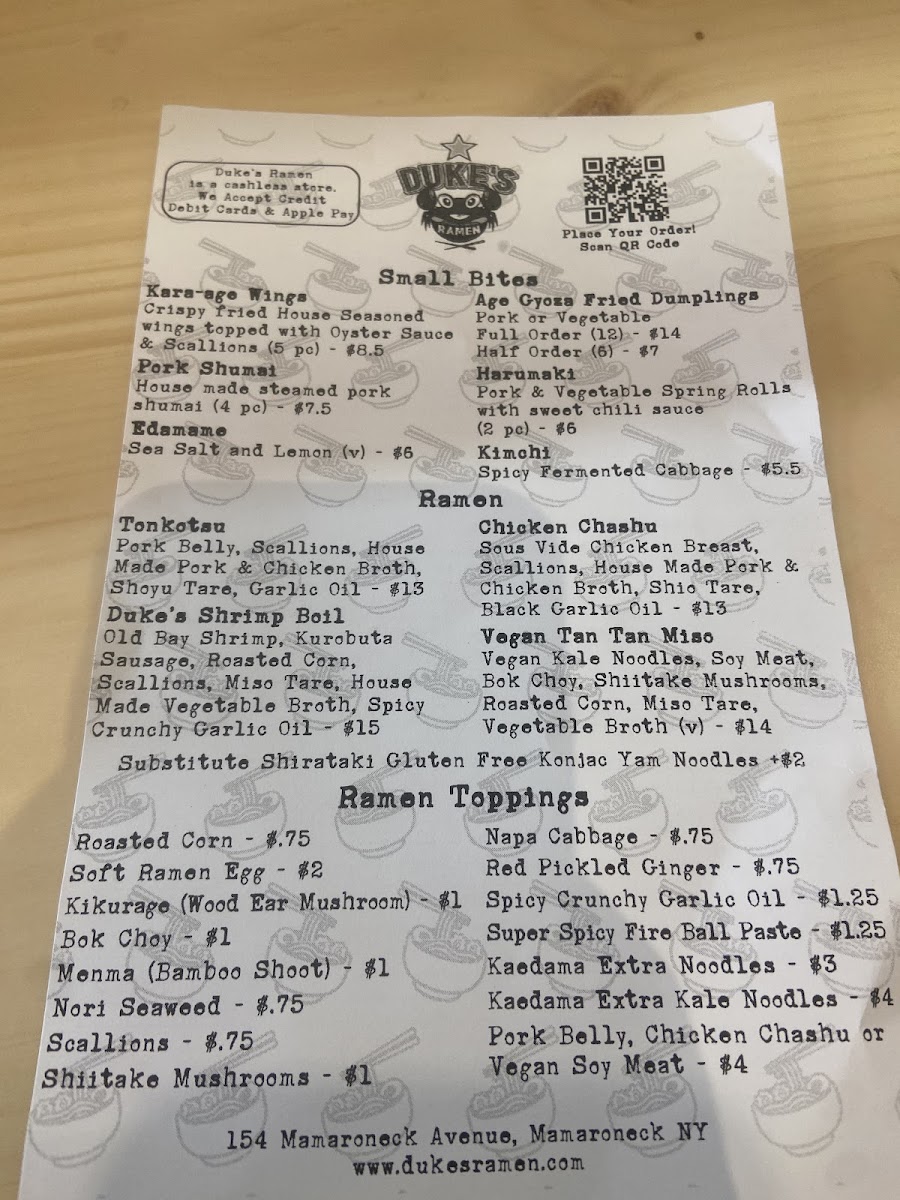 Duke's Ramen
is a cashless store.
We Accept Credit
Debit Cards & Apple Pay
DUKE'S
RAMEN
Place Your Order!
Scan QR Code
Small Bites
Kara-age Wings
Crispy fried House Seasoned
wings topped with Oyster Sauce
& Scallions (5 pc) - $8.5
Pork Shumai
House made steamed pork
shumai (4 pc) - $7.5
Edamame
Sea Salt and Lemon (v) - $6
Age Gyoza Fried Dumplings
Pork or Vegetable
Full Order (12) - $14
Half Order (6) - $7
Harumaki
Pork & Vegetable Spring Rolls
with sweet chili sauce
(2 pc) - $6
Kimchi
Spicy Fermented Cabbage - $5.5
Ramen
Tonkotsu
Pork Belly, Scallions, House
Made Pork & Chicken Broth,
Shoyu Tare, Garlic Oil - $13
Duke's Shrimp Boil
Old Bay Shrimp, Kurobuta
Sausage, Roasted Corn,
Scallions, Miso Tare, House
Made Vegetable Broth, Spicy
Crunchy Garlic Oil - $15
Chicken Chashu
Sous Vide Chicken Breast,
Scallions, House Made Pork &
Chicken Broth, Shio Tare,
Black Garlic Oil - $13
Vegan Tan Tan Miso
Vegan Kale Noodles, Soy Meat,
Bok Choy, Shiitake Mushrooms,
Roasted Corn, Miso Tare,
Vegetable Broth (v) - $14
Substitute Shirataki Gluten Free Konjac Yam Noodles +$2
Ramen Toppings
Roasted Corn - $.75
Soft Ramen Egg - $2
Kikurage (Wood Ear Mushroom) - $1
Bok Choy - $1
Menma (Bamboo Shoot) - $1
Nori Seaweed - $.75
Scallions - $.75
Shiitake Mushrooms - $1
Napa Cabbage - $.75
Red Pickled Ginger - $.75
Spicy Crunchy Garlic Oil - $1.25
Super Spicy Fire Ball Paste - $1.25
Kaedama Extra Noodles - $3
Kaedama Extra Kale Noodles - $4
Pork Belly, Chicken Chashu or
Vegan Soy Meat - $4
154 Mamaroneck Avenue, Mamaroneck NY
www.dukesramen.com